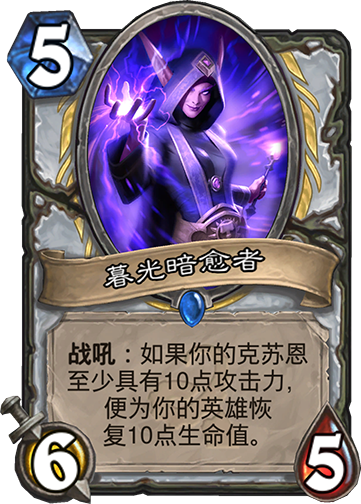 5
暮光暗愈者
战吼：如果你的克苏恩
至少具有10点攻击力，
便为你的英雄恢
复10点生命值。
6
5